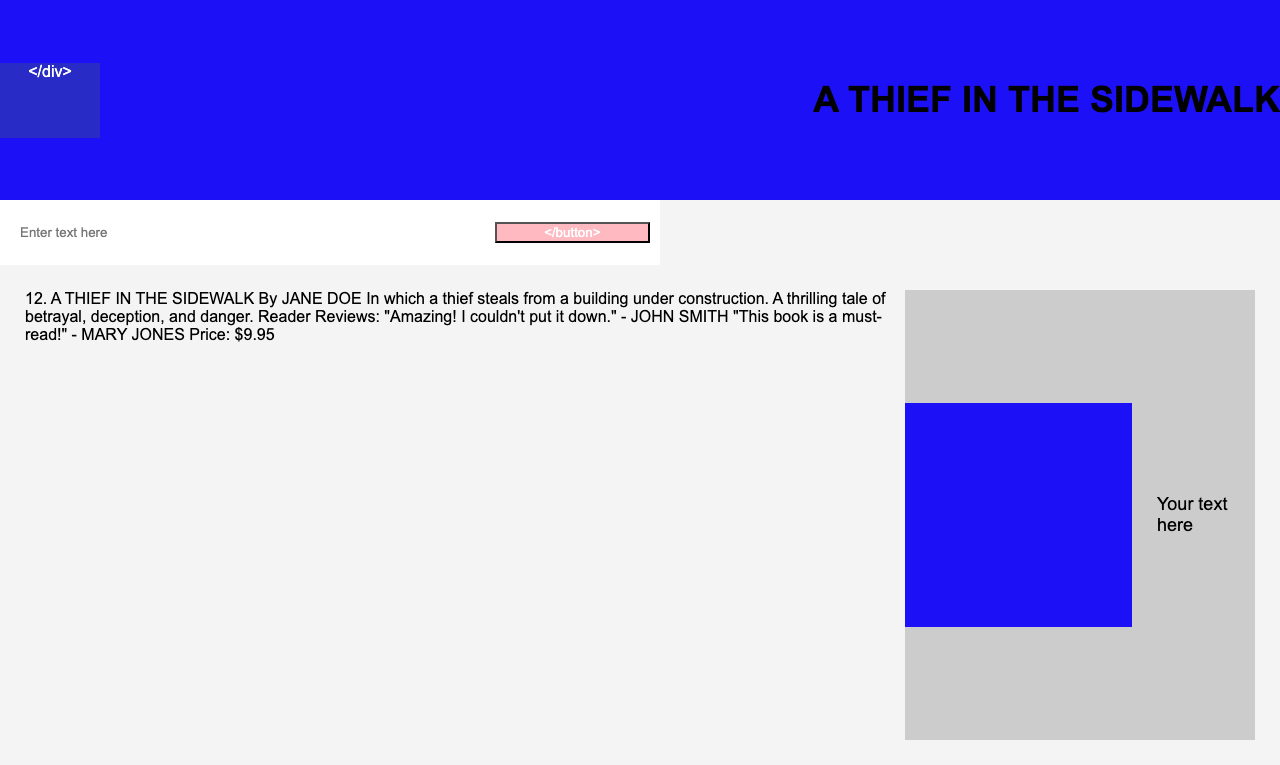 </div>
A THIEF IN THE SIDEWALK
Enter text here
</button>
12. A THIEF IN THE SIDEWALK By JANE DOE In which a thief steals from a building under construction. A thrilling tale of
betrayal, deception, and danger. Reader Reviews: "Amazing! I couldn't put it down." - JOHN SMITH "This book is a must-
read!" - MARY JONES Price: $9.95
Your text
here